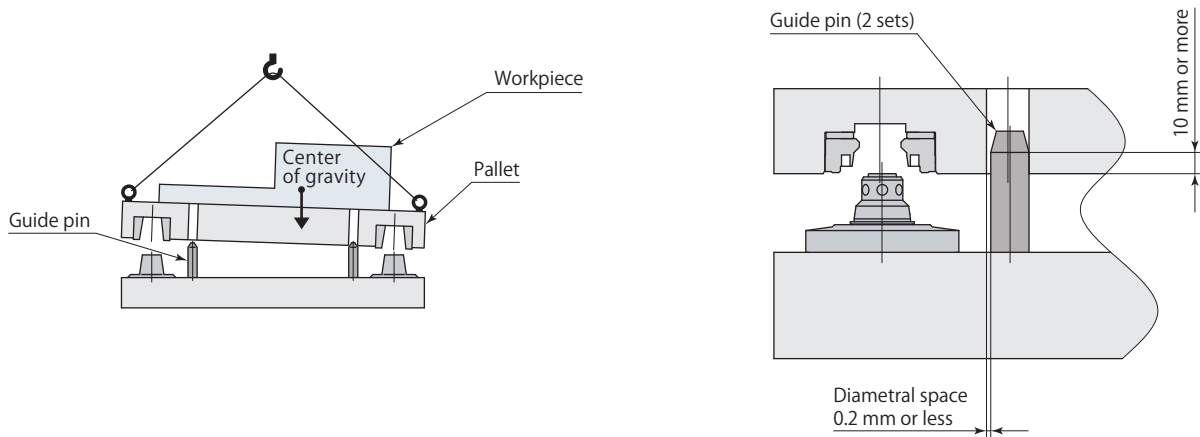 Workpiece
Center
of gravity
Pallet
Guide pin
Guide pin (2 sets)
10 mm or more
Diametral space
0.2 mm or less